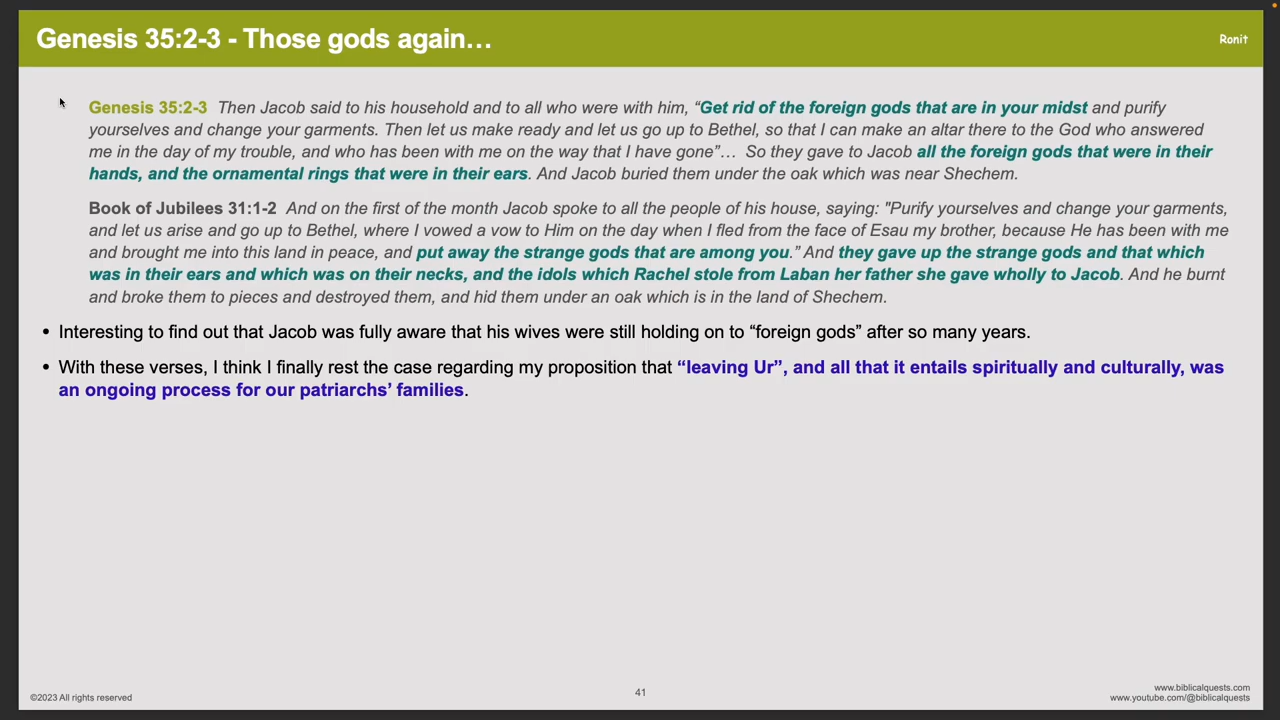 Genesis 35:2-3 - Those gods again…
Ronit
Genesis 35:2-3 Then Jacob said to his household and to all who were with him, “Get rid of the foreign gods that are in your midst and purify
yourselves and change your garments. Then let us make ready and let us go up to Bethel, so that I can make an altar there to the God who answered
me in the day of my trouble, and who has been with me on the way that I have gone”… So they gave to Jacob all the foreign gods that were in their
hands, and the ornamental rings that were in their ears. And Jacob buried them under the oak which was near Shechem.
Book of Jubilees 31:1-2 And on the first of the month Jacob spoke to all the people of his house, saying: "Purify yourselves and change your garments,
and let us arise and go up to Bethel, where I vowed a vow to Him on the day when I fled from the face of Esau my brother, because He has been with me
and brought me into this land in peace, and put away the strange gods that are among you.” And they gave up the strange gods and that which
was in their ears and which was on their necks, and the idols which Rachel stole from Laban her father she gave wholly to Jacob. And he burnt
and broke them to pieces and destroyed them, and hid them under an oak which is in the land of Shechem.
• Interesting to find out that Jacob was fully aware that his wives were still holding on to “foreign gods” after so many years.
• With these verses, I think I finally rest the case regarding my proposition that “leaving Ur”, and all that it entails spiritually and culturally, was
an ongoing process for our patriarchs’ families.
©2023 All rights reserved
41
www.biblicalquests.com
www.youtube.com/@biblicalquests